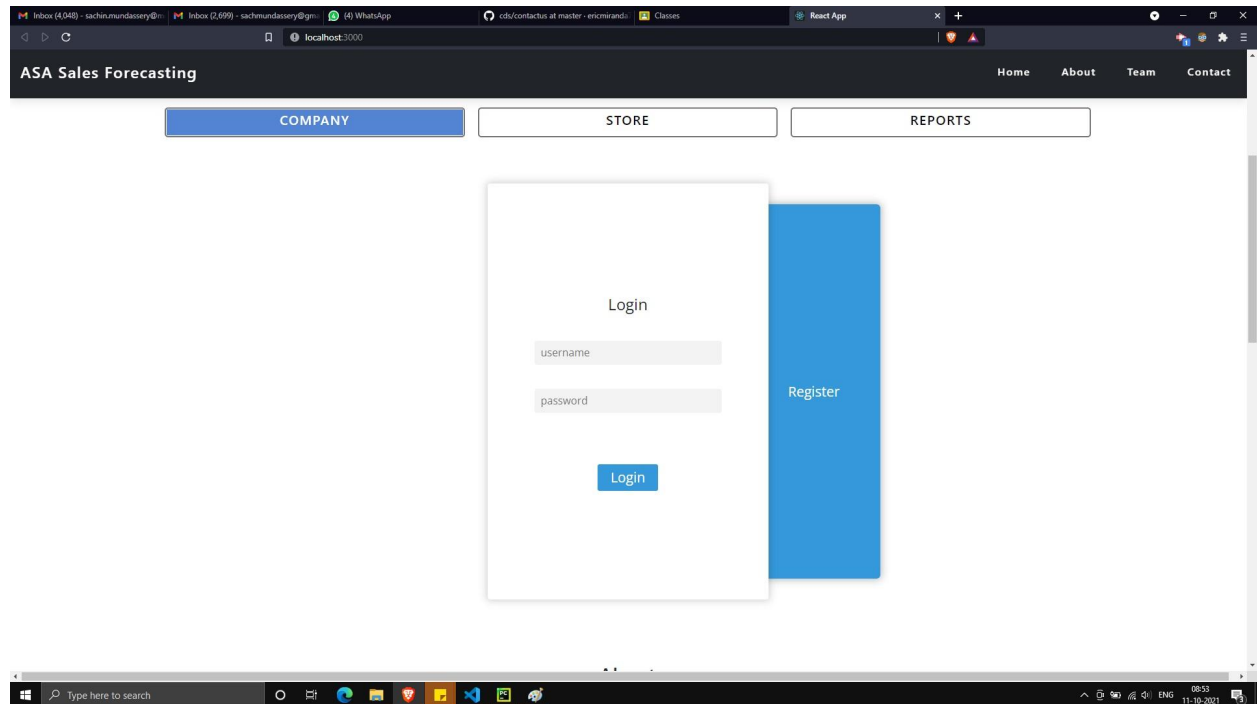 Inbox (4,048) - sachin.mundassery@m
Inbox (2,699) - sachmundassery@gma
(4) WhatsApp
cds/contactus at master · ericmiranda
Classes
React App
localhost:3000
ASA Sales Forecasting
Home
About
Team
Contact
COMPANY
STORE
REPORTS
Login
username
password
Register
Login
Type here to search
ENG
08:53
11-10-2021